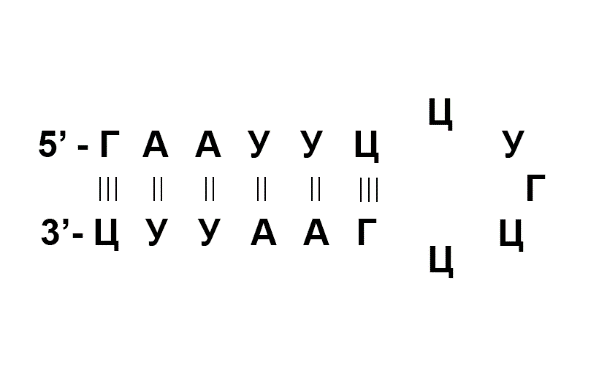 Ц
5’ - Г А А У У Ц У
||| || || || || ||| Г
3’- Ц У У А А Г Ц
Ц